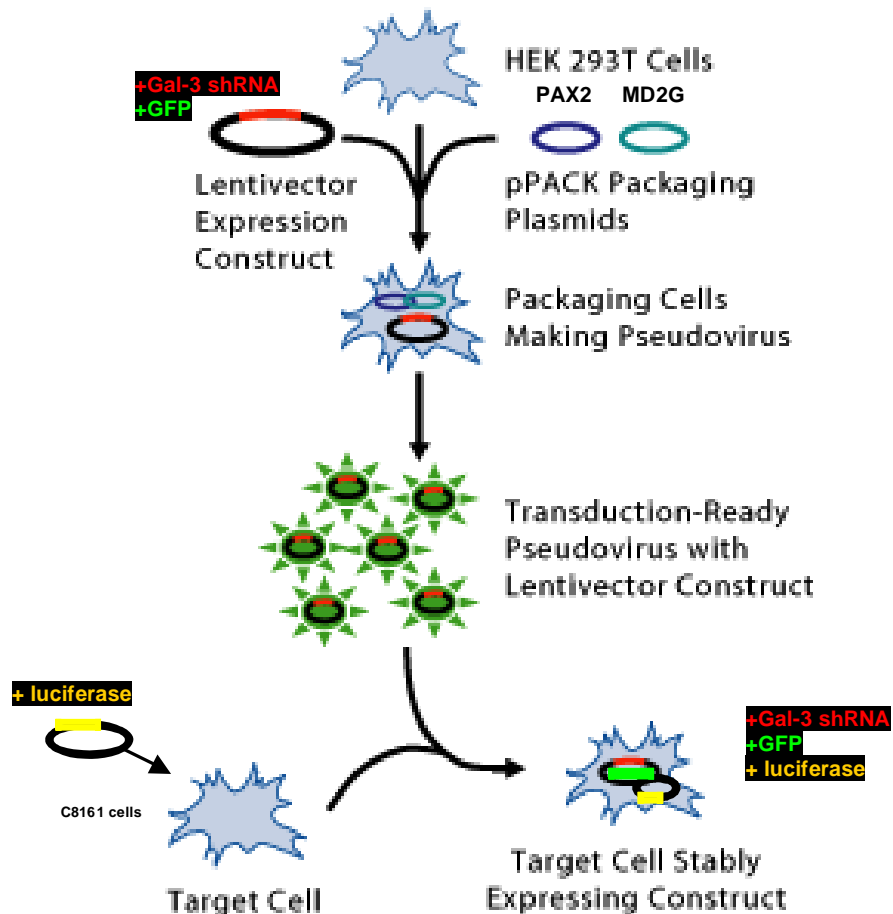 +Gal-3 shRNA
+GFP
Lentivector
Expression
Construct
HEK 293T Cells
PAX2 MD2G
pPACK Packaging
Plasmids
Packaging Cells
Making Pseudovirus
Transduction-Ready
Pseudovirus with
Lentivector Construct
+ luciferase
C8161 cells
Target Cell
+Gal-3 shRNA
+GFP
+ luciferase
Target Cell Stably
Expressing Construct